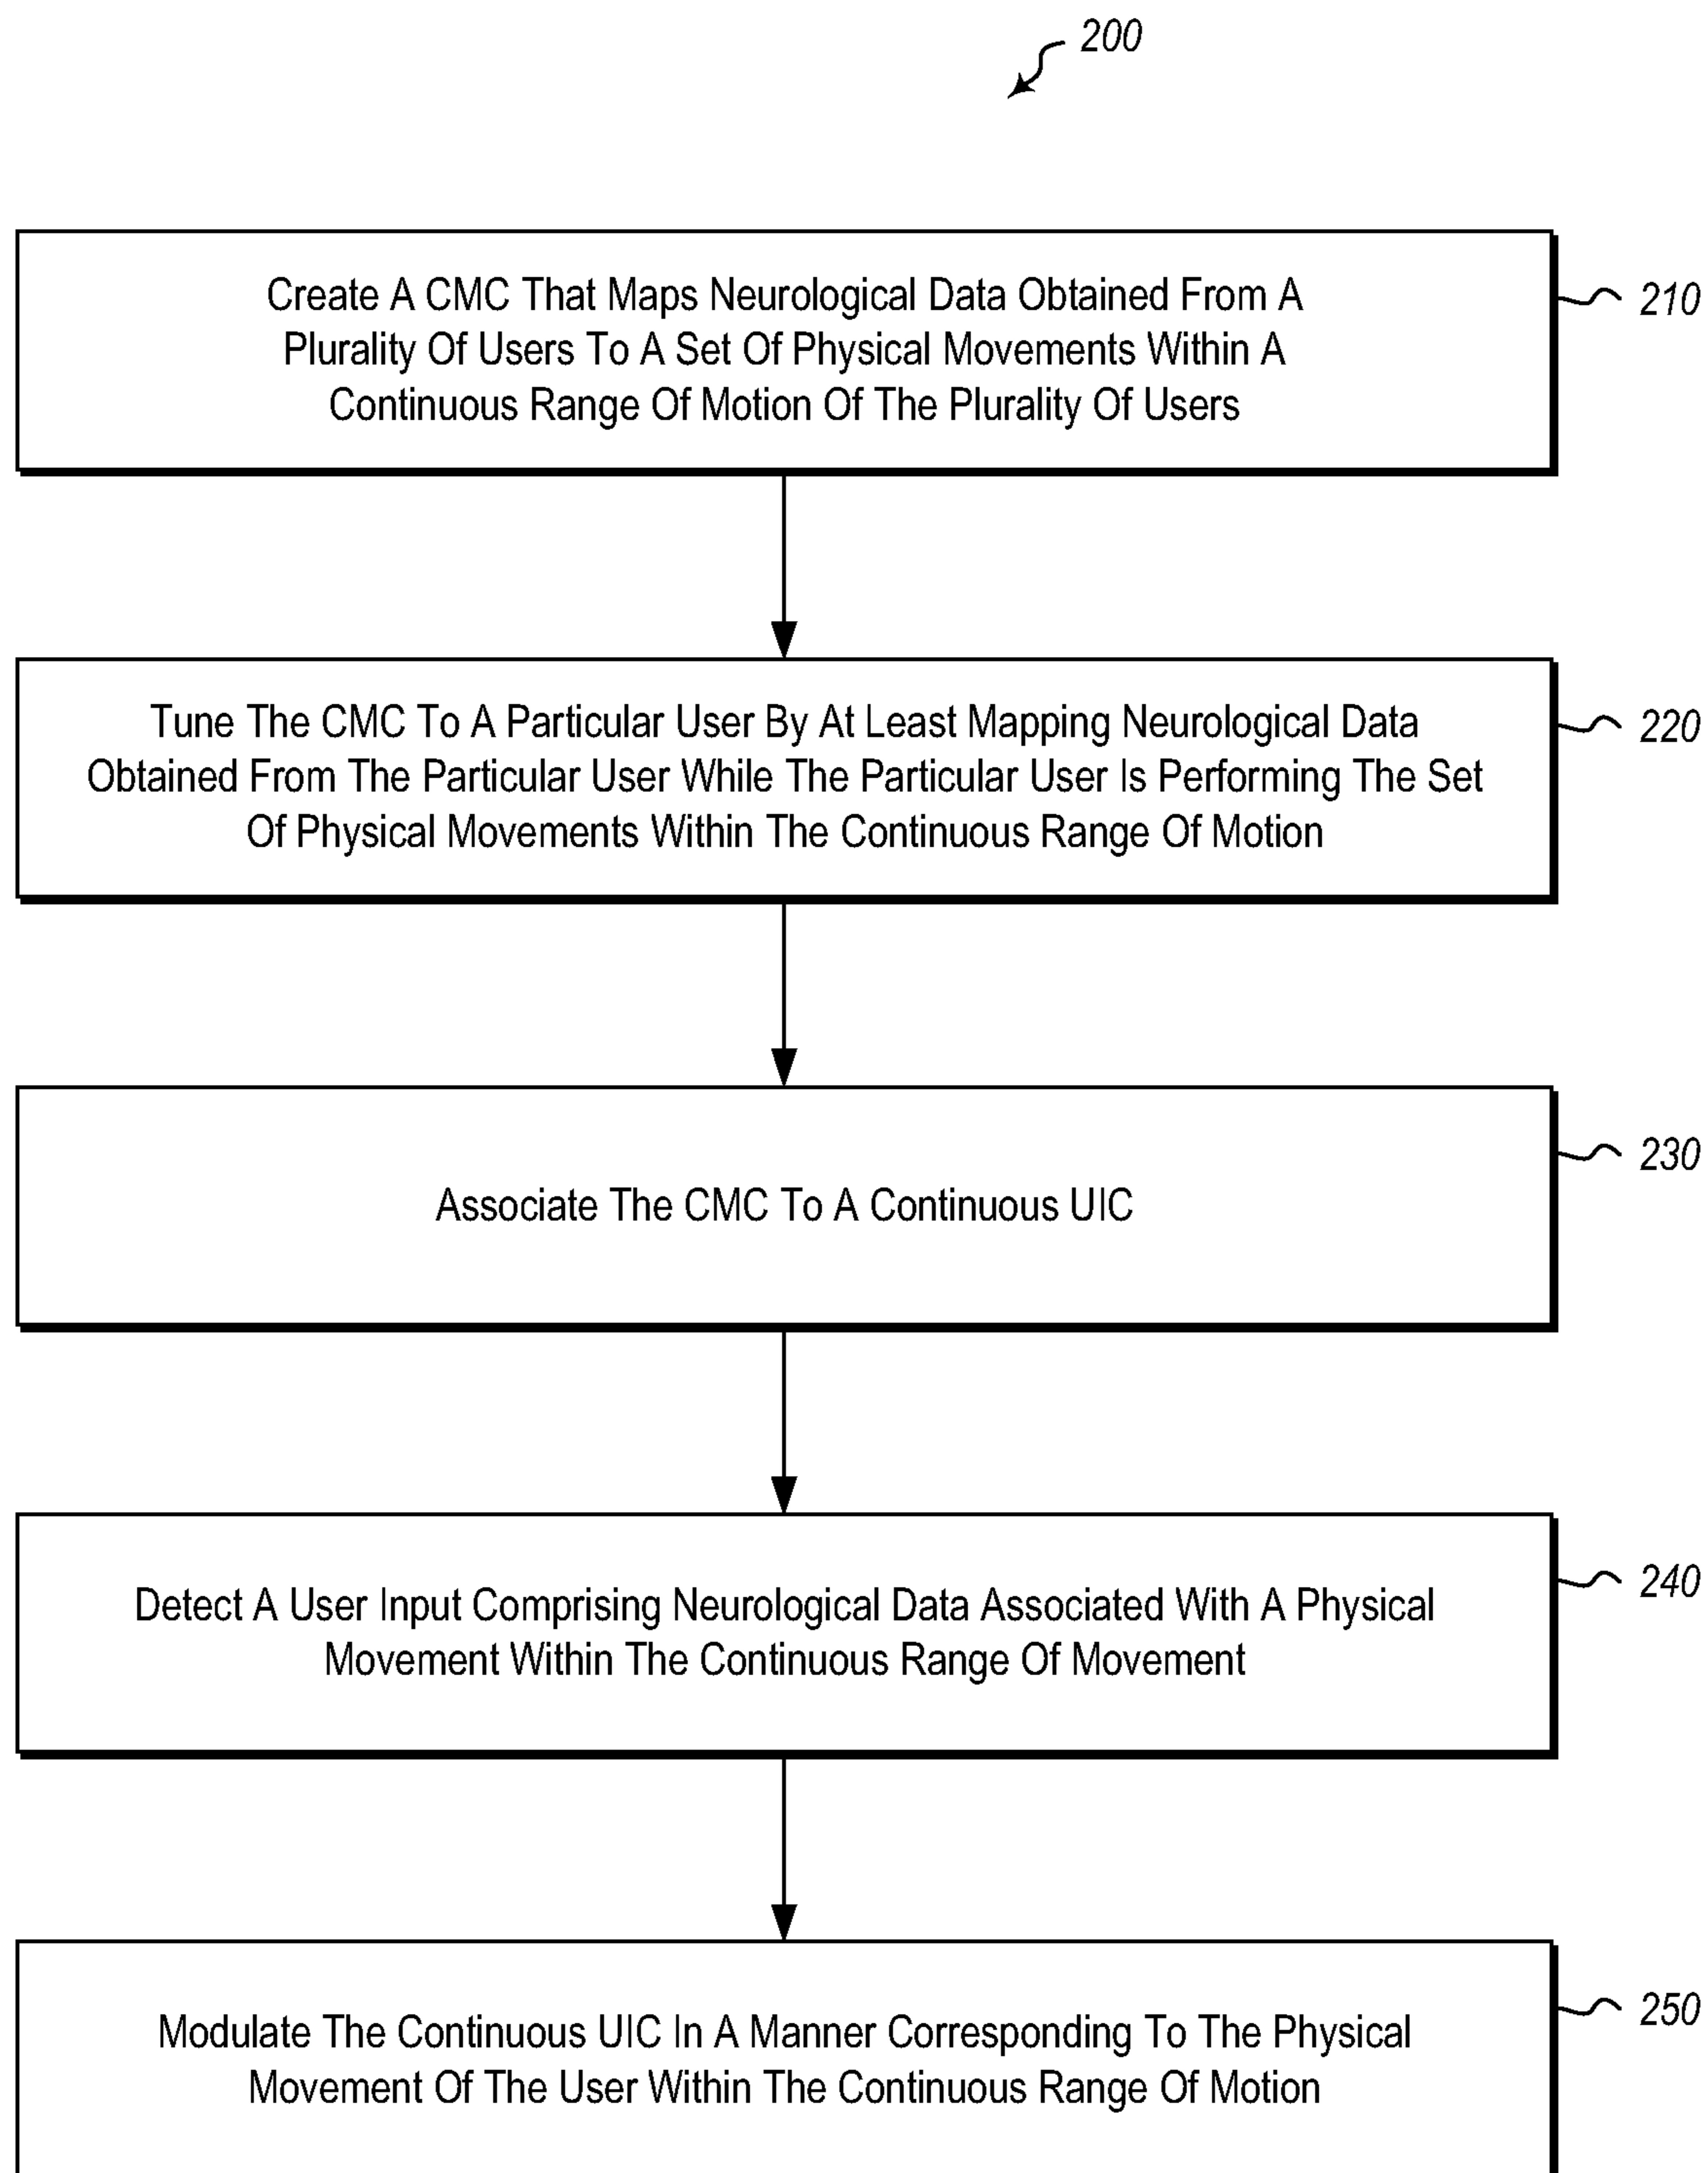 200
Create A CMC That Maps Neurological Data Obtained From A
Plurality Of Users To A Set Of Physical Movements Within A
Continuous Range Of Motion Of The Plurality Of Users
210
Tune The CMC To A Particular User By At Least Mapping Neurological Data
Obtained From The Particular User While The Particular User Is Performing The Set
Of Physical Movements Within The Continuous Range Of Motion
220
Associate The CMC To A Continuous UIC
230
Detect A User Input Comprising Neurological Data Associated With A Physical
Movement Within The Continuous Range Of Movement
240
Modulate The Continuous UIC In A Manner Corresponding To The Physical
Movement Of The User Within The Continuous Range Of Motion
250